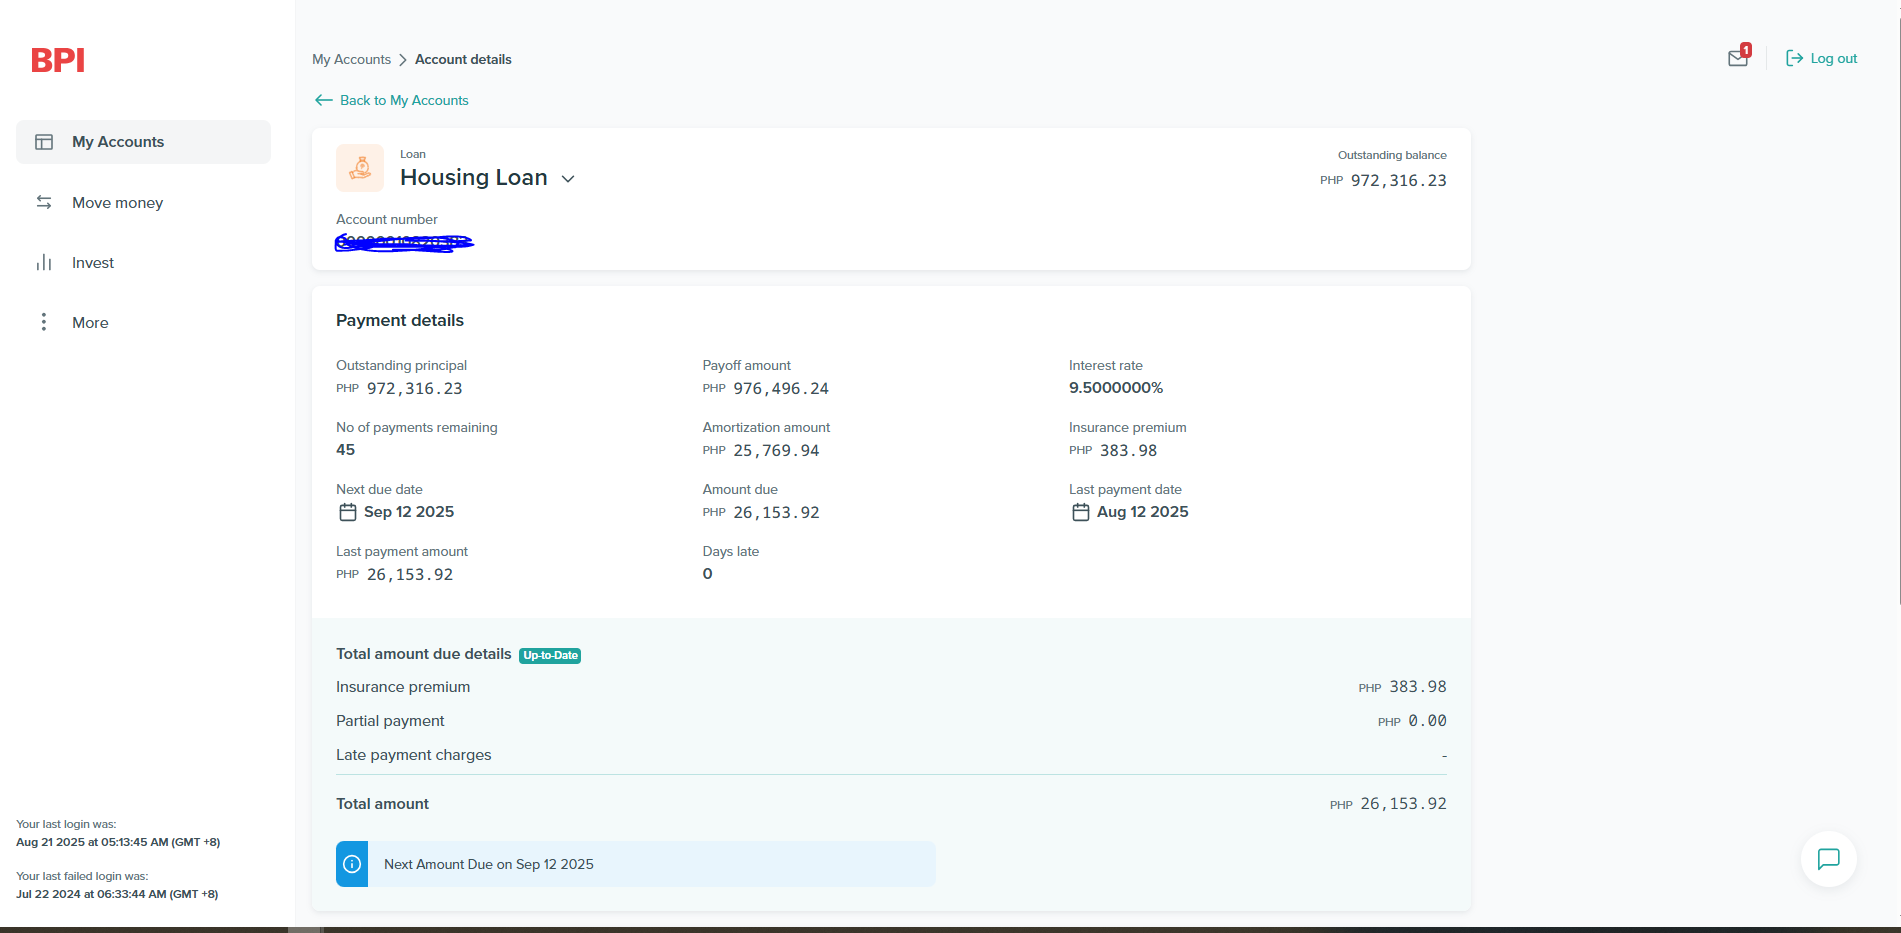 BPI
My Accounts
Move money
Invest
More
Your last login was:
Aug 21 2025 at 05:13:45 AM (GMT +8)
Your last failed login was:
Jul 22 2024 at 06:33:44 AM (GMT +8)
My Accounts > Account details
1
Log out
Back to My Accounts
Loan
Housing Loan
Outstanding balance
PHP 972,316.23
Account number
Payment details
Outstanding principal
PHP 972,316.23
Payoff amount
PHP 976,496.24
Interest rate
9.5000000%
No of payments remaining
45
Amortization amount
PHP 25,769.94
Insurance premium
PHP 383.98
Next due date
Sep 12 2025
Amount due
PHP 26,153.92
Last payment date
Aug 12 2025
Last payment amount
PHP 26,153.92
Days late
0
Total amount due details Up-to-Date
Insurance premium PHP 383.98
Partial payment PHP 0.00
Late payment charges -
Total amount PHP 26,153.92
Next Amount Due on Sep 12 2025